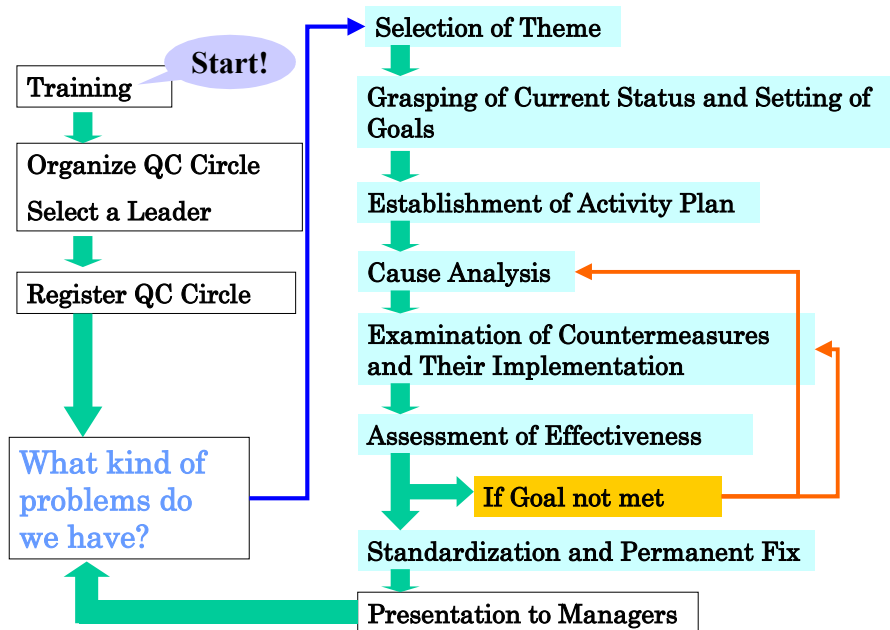 Start!
Training
Organize QC Circle
Select a Leader
Register QC Circle
What kind of
problems do
we have?
Selection of Theme
Grasping of Current Status and Setting of
Goals
Establishment of Activity Plan
Cause Analysis
Examination of Countermeasures
and Their Implementation
Assessment of Effectiveness
If Goal not met
Standardization and Permanent Fix
Presentation to Managers